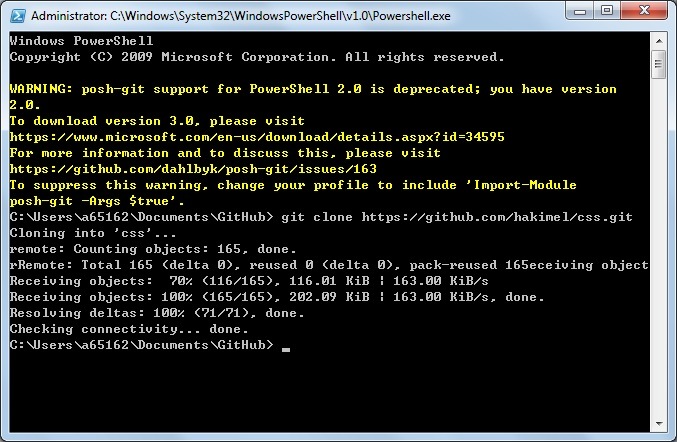 Administrator: C:\Windows\System32\WindowsPowerShell\v1.0\Powershell.exe
Windows PowerShell
Copyright (C) 2009 Microsoft Corporation. All rights reserved.
WARNING: posh-git support for PowerShell 2.0 is deprecated; you have version
2.0.
To download version 3.0, please visit
https://www.microsoft.com/en-us/download/details.aspx?id=34595
For more information and to discuss this, please visit
https://github.com/dahlbyk/posh-git/issues/163
To suppress this warning, change your profile to include 'Import-Module
posh-git -Args $true'.
C:\Users\a65162\Documents\GitHub> git clone https://github.com/hakimel/css.git
Cloning into 'css'...
remote: Counting objects: 165, done.
rRemote: Total 165 (delta 0), reused 0 (delta 0), pack-reused 165eceiving object
Receiving objects:  70% (116/165), 116.01 KiB ¦ 163.00 KiB/s
Receiving objects: 100% (165/165), 202.09 KiB ¦ 163.00 KiB/s, done.
Resolving deltas: 100% (71/71), done.
Checking connectivity... done.
C:\Users\a65162\Documents\GitHub> _